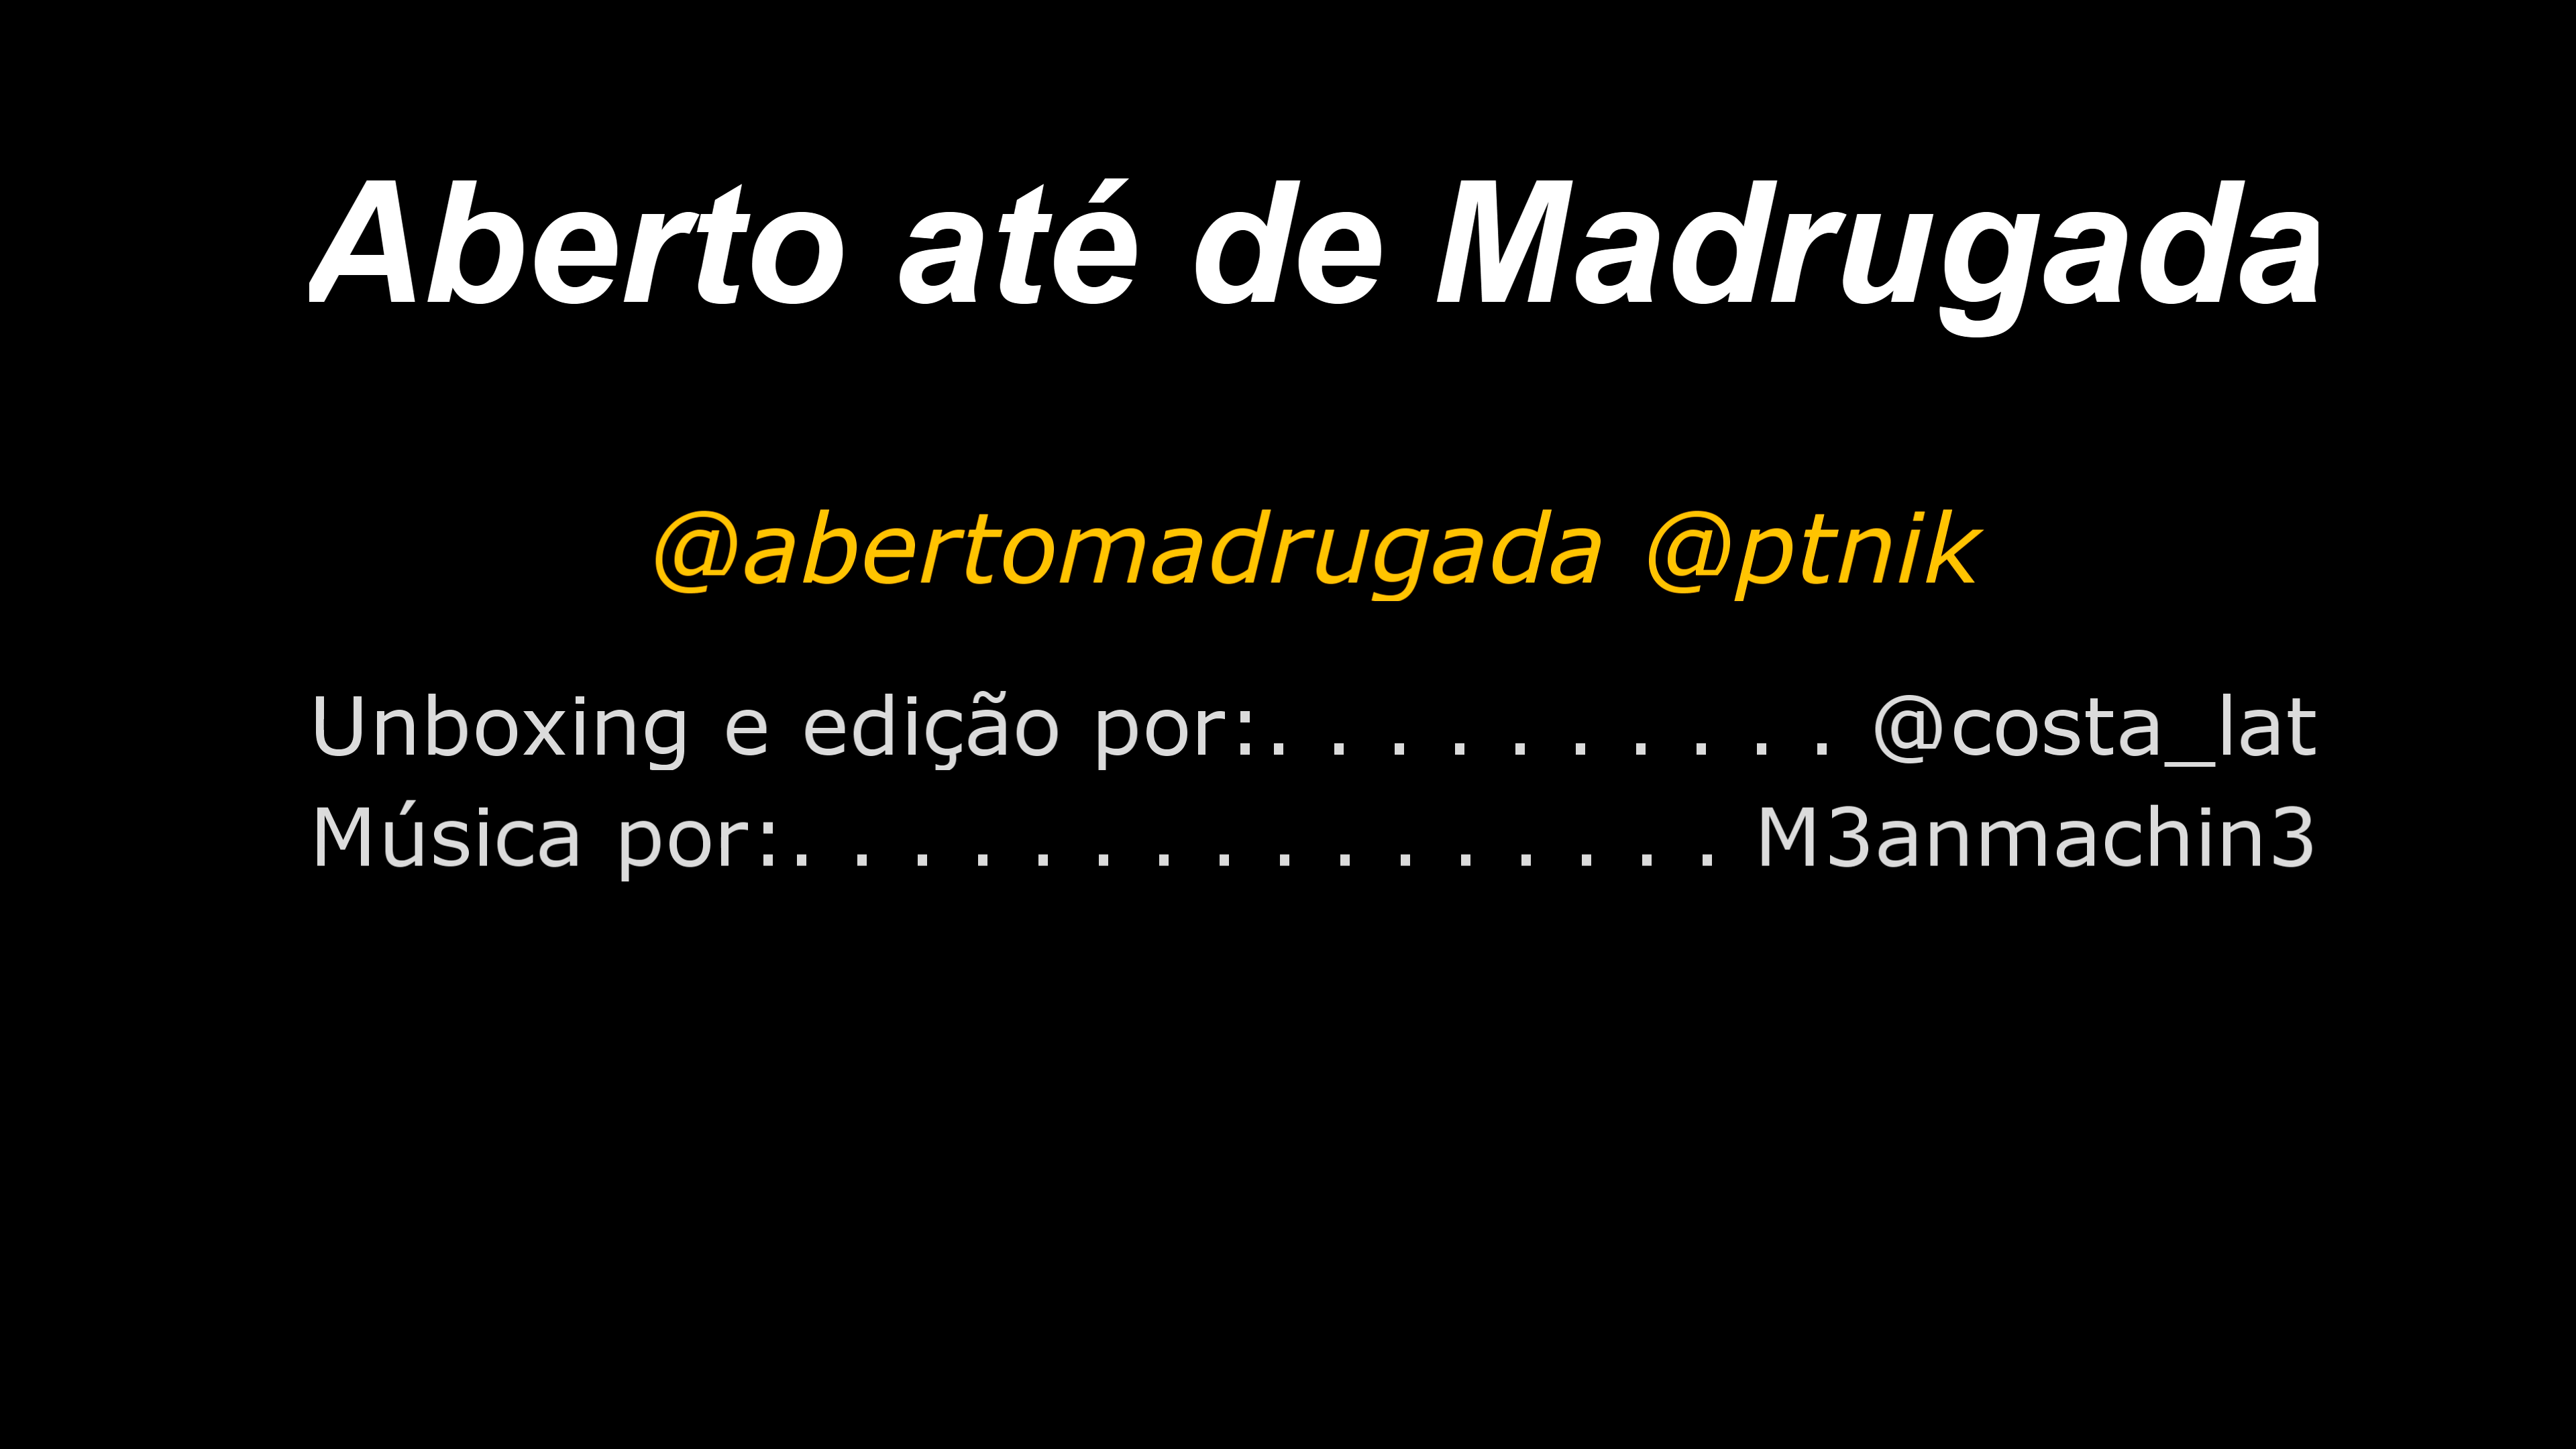 Aberto até de Madrugada
@abertomadrugada @ptnik
Unboxing e edição por:. . . . . . . . . . @costa_lat
Música por:. . . . . . . . . . . . . . . . M3anmachin3